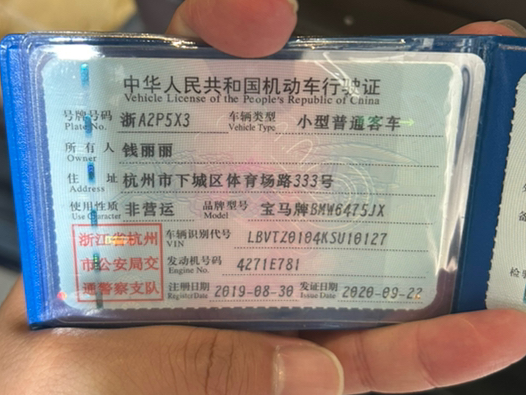 中华人民共和国机动车行驶证
Vehicle License of the People's Republic of China
号牌号码 浙A2P5X3 车辆类型 小型普通客车
Plate No. Vehicle Type
所有人 钱丽丽
Owner
住址 杭州市下城区体育场路333号
Address
使用性质 非营运 品牌型号 宝马牌BMW6475JX
Use Character Model
浙江省杭州
市公安局交
通警察支队
车辆识别代号 LBVTZ0104KSU10127
VIN
发动机号码 4271E781
Engine No.
注册日期 2019-08-30 发证日期 2020-09-22
Register Date Issue Date